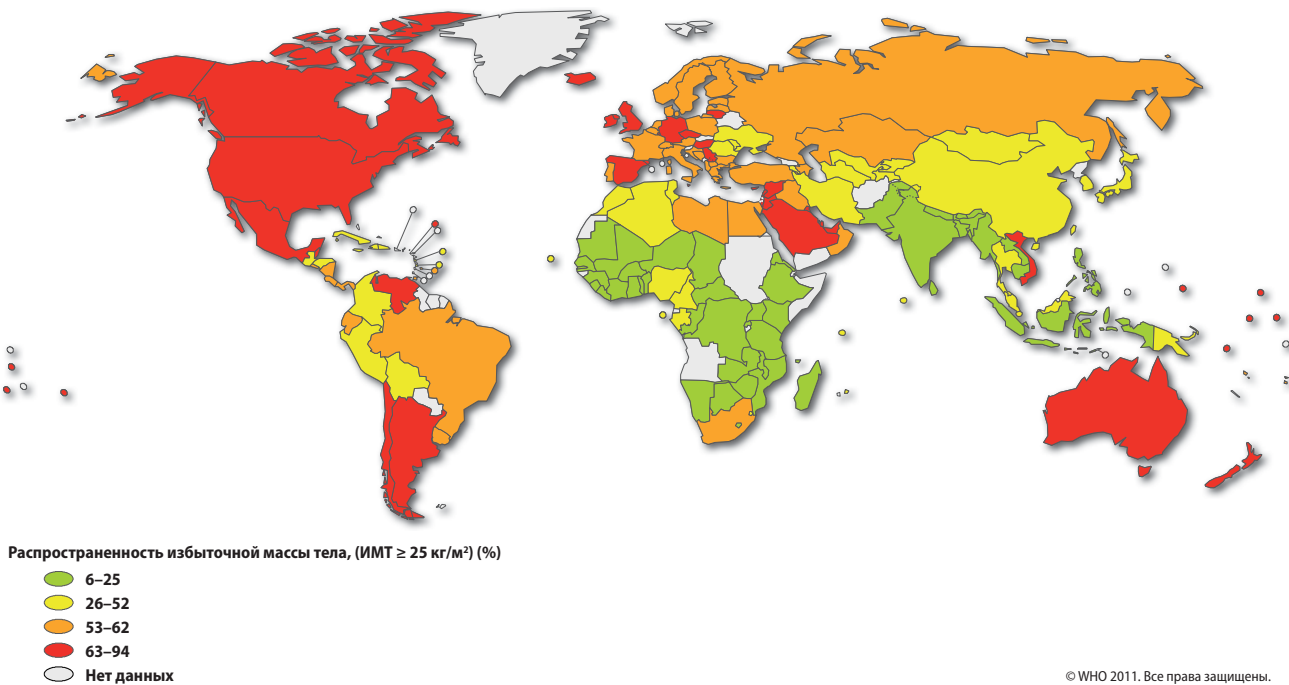 Распространенность избыточной массы тела, (ИМТ ≥ 25 кг/м²) (%)
6–25
26–52
53–62
63–94
Нет данных
© WHO 2011. Все права защищены.